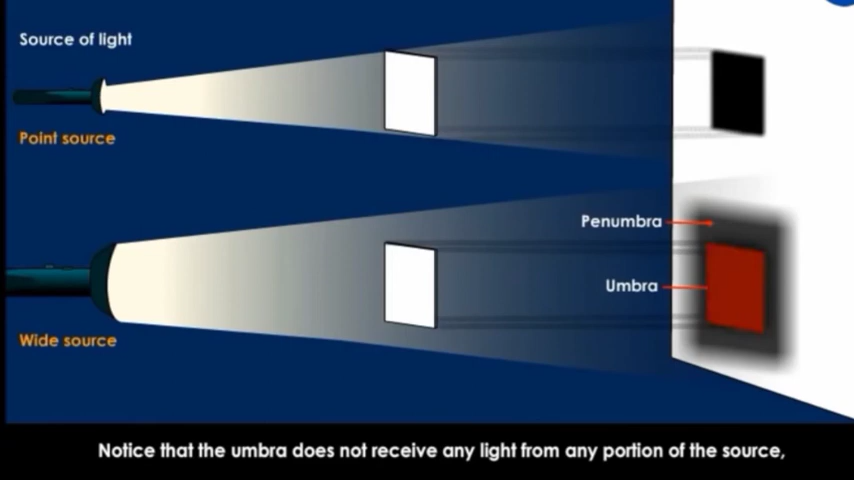 Source of light
Point source
Penumbra
Umbra
Wide source
Notice that the umbra does not receive any light from any portion of the source,